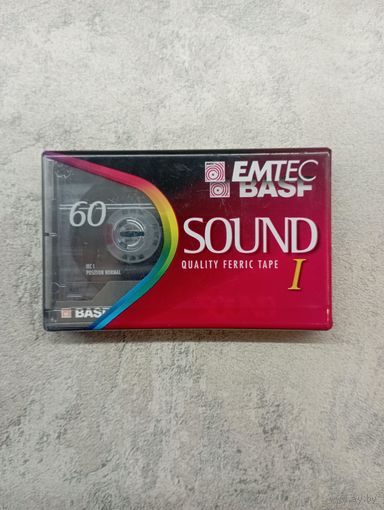 EMTEC
BASF
60
SOUND
QUALITY FERRIC TAPE
I
IEC I
POSITION NORMAL
BASF